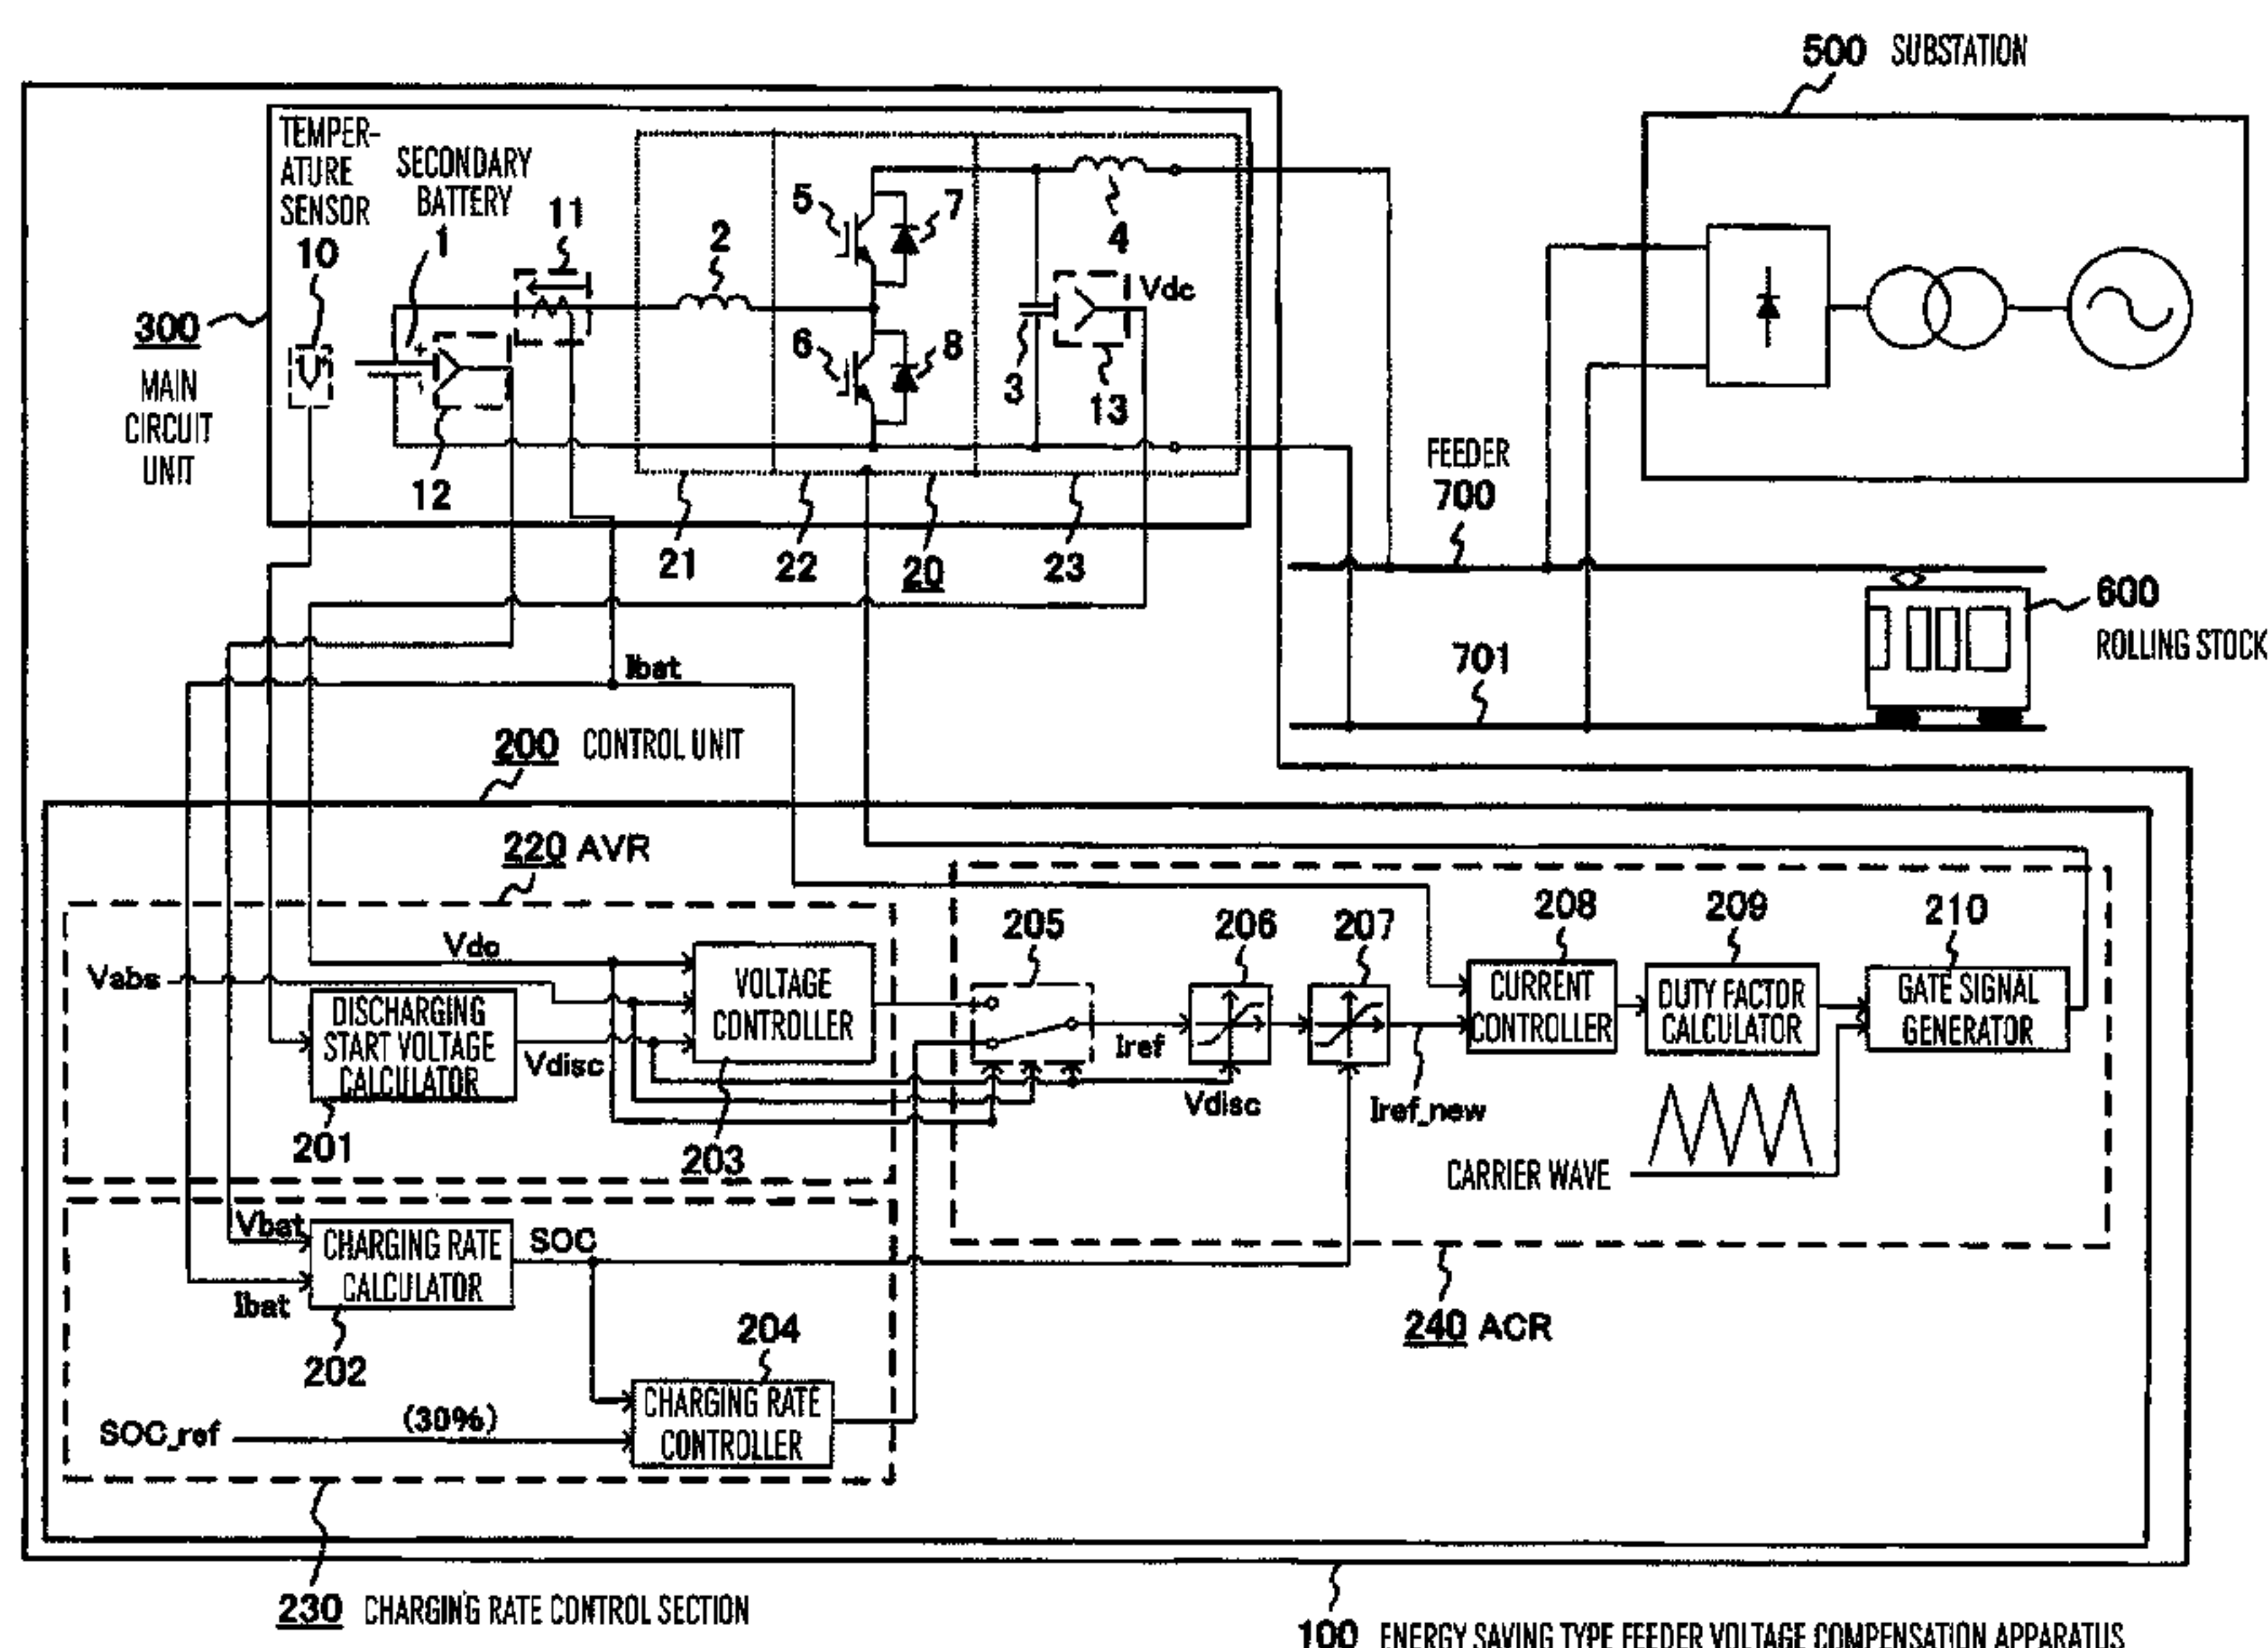 500 SUBSTATION
TEMPER-
ATURE
SENSOR
10
SECONDARY
BATTERY
1
11
2
5
7
4
6
8
3
Vdc
13
12
300
MAIN
CIRCUIT
UNIT
21
22
20
23
FEEDER
700
701
600
ROLLING STOCK
Ibat
200 CONTROL UNIT
220 AVR
Vdc
Vabs
DISCHARGING
START VOLTAGE
CALCULATOR
201
Vdisc
VOLTAGE
CONTROLLER
203
205
Iref
206
Vdisc
207
Iref_new
208
CURRENT
CONTROLLER
209
DUTY FACTOR
CALCULATOR
210
GATE SIGNAL
GENERATOR
CARRIER WAVE
240 ACR
Vbat
Ibat
CHARGING RATE
CALCULATOR
202
SOC
204
SOC_ref
(30%)
CHARGING RATE
CONTROLLER
230 CHARGING RATE CONTROL SECTION
100 ENERGY SAVING TYPE FEEDER VOLTAGE COMPENSATION APPARATUS